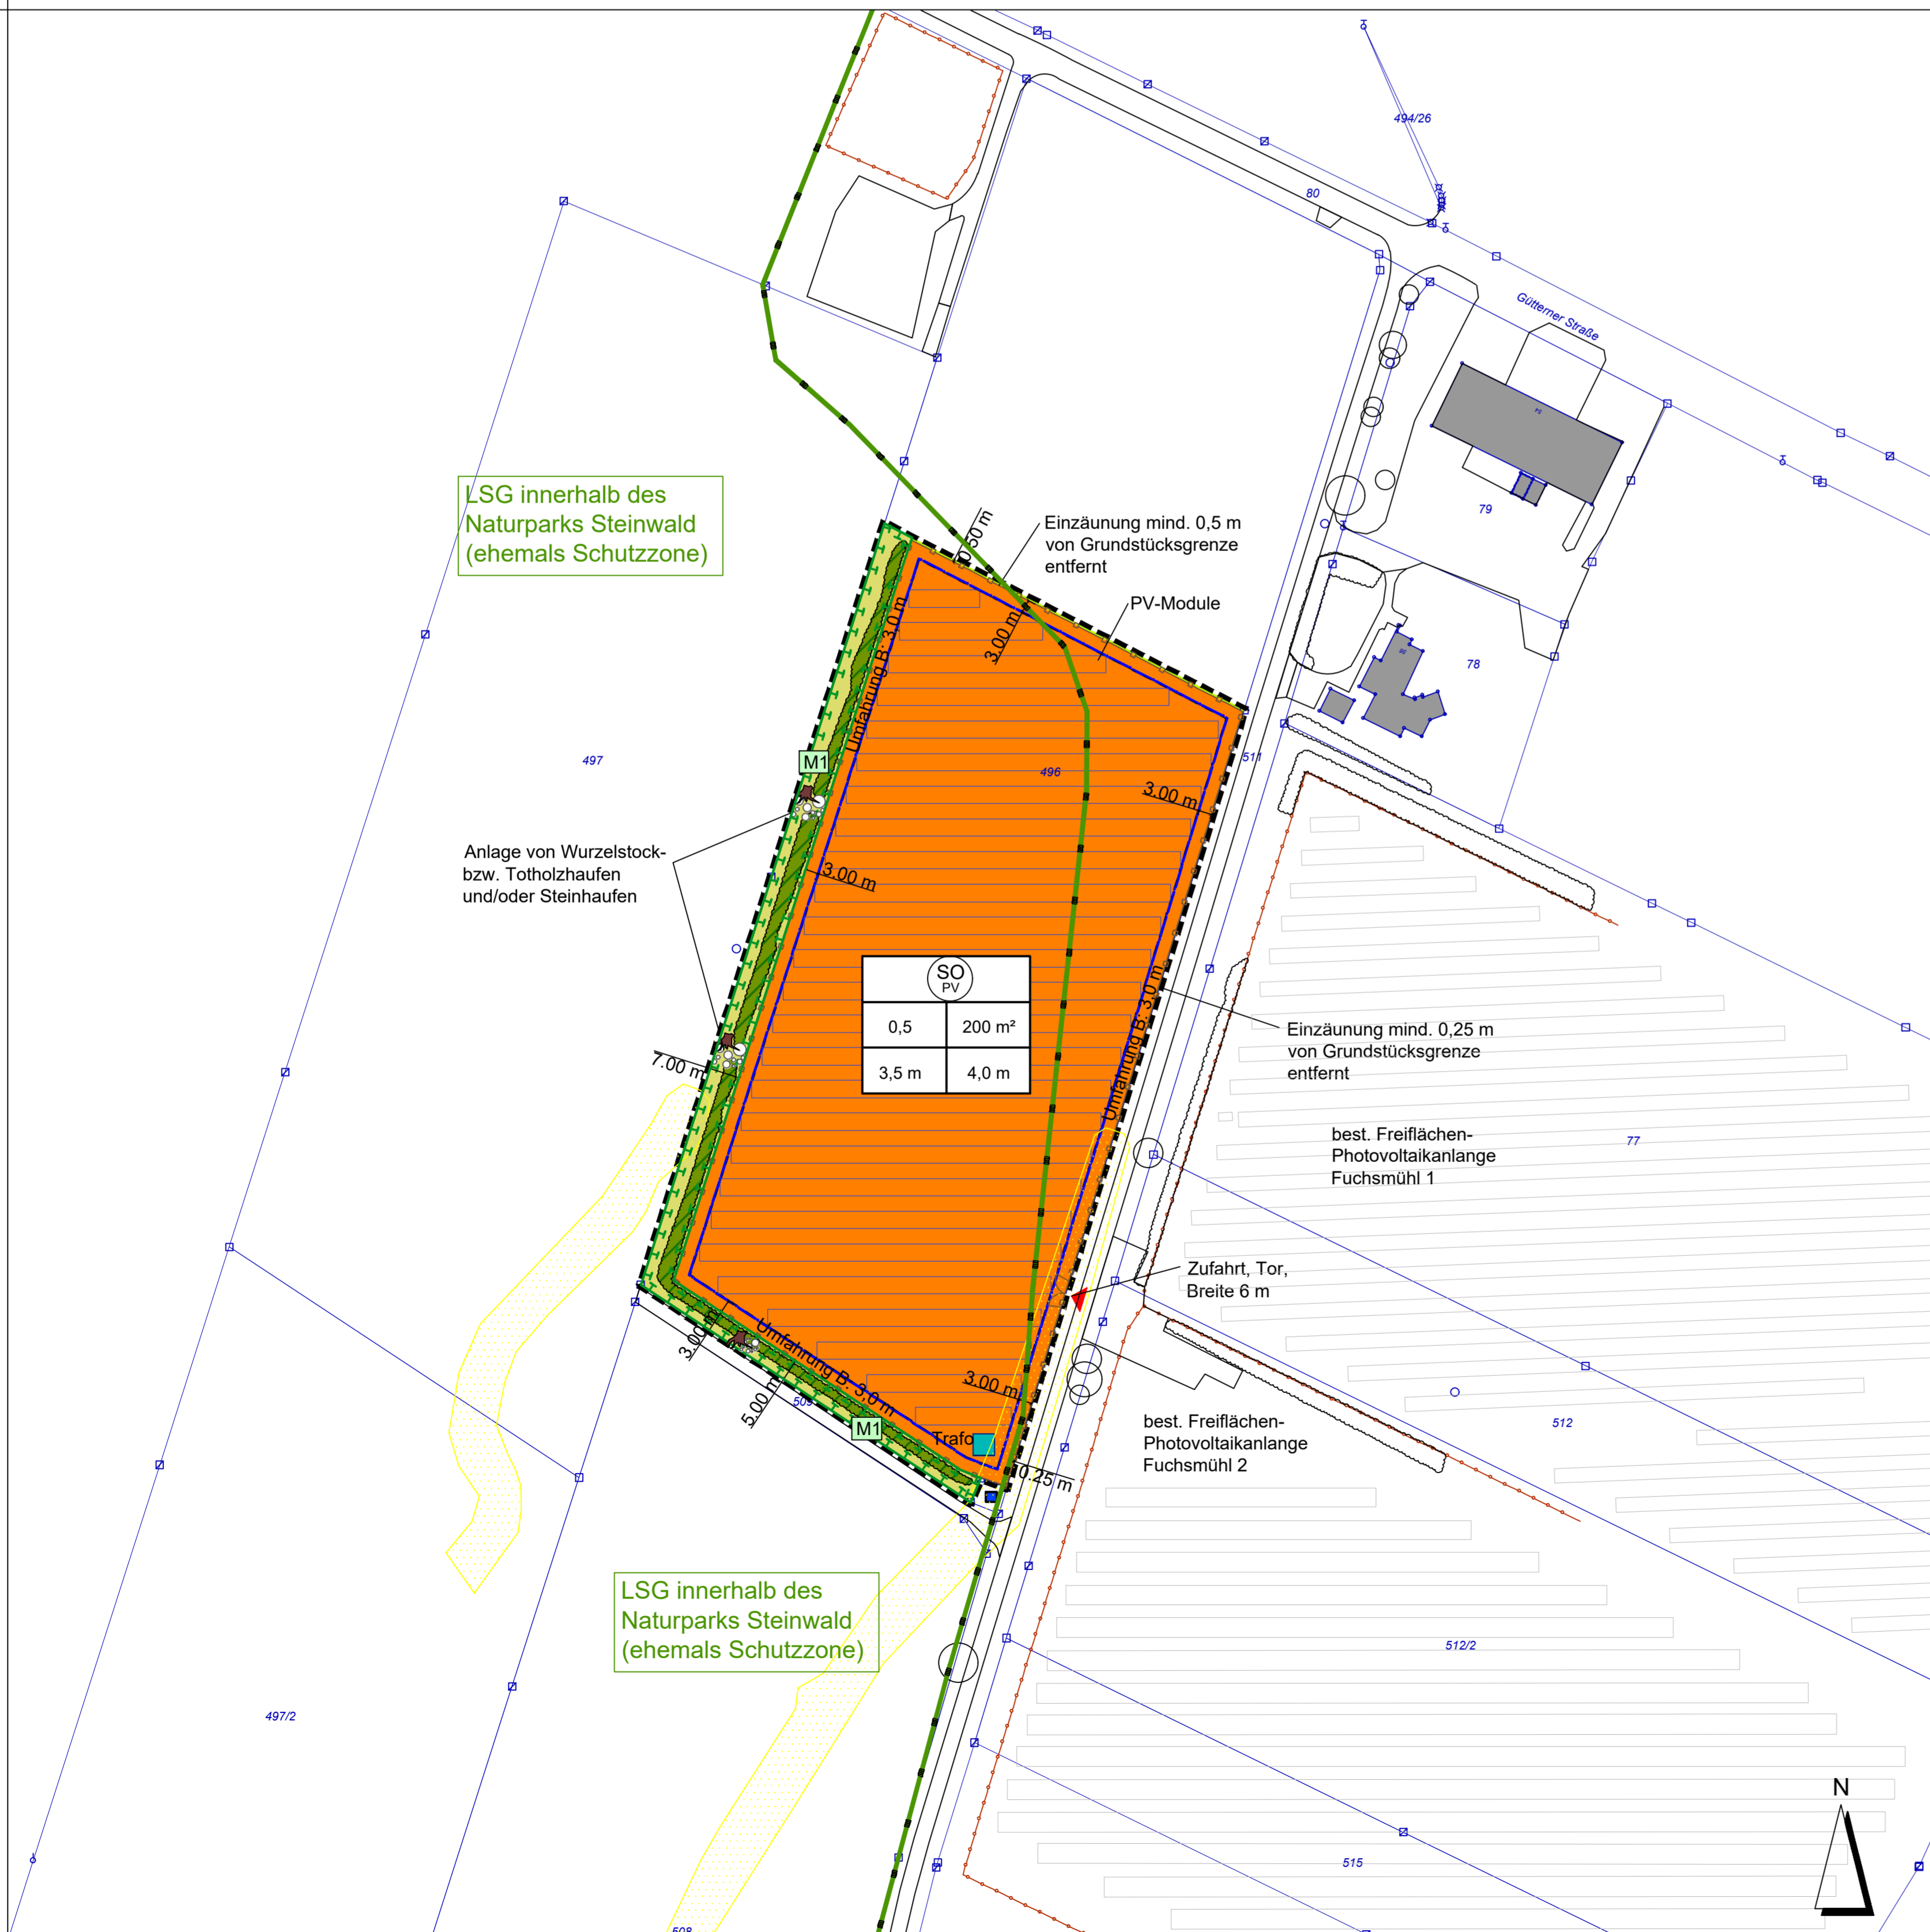 494/26
80
Gütterner Straße
LSG innerhalb des
Naturparks Steinwald
(ehemals Schutzzone)
0.50 m
Einzäunung mind. 0,5 m
von Grundstücksgrenze
entfernt
79
PV-Module
3.00 m
Umfahrung B: 3,0 m
78
497
M1
496
511
3.00 m
Anlage von Wurzelstock-
bzw. Totholzhaufen
und/oder Steinhaufen
3.00 m
SO
PV
0,5
200 m²
3,5 m
4,0 m
Umfahrung B: 3,0 m
Einzäunung mind. 0,25 m
von Grundstücksgrenze
entfernt
7.00 m
best. Freiflächen-
Photovoltaikanlange
Fuchsmühl 1
77
Zufahrt, Tor,
Breite 6 m
3.00 m
Umfahrung B: 3,0 m
3.00 m
5.00 m
509
M1
Trafo
0.25 m
best. Freiflächen-
Photovoltaikanlange
Fuchsmühl 2
512
LSG innerhalb des
Naturparks Steinwald
(ehemals Schutzzone)
512/2
497/2
N
515
508